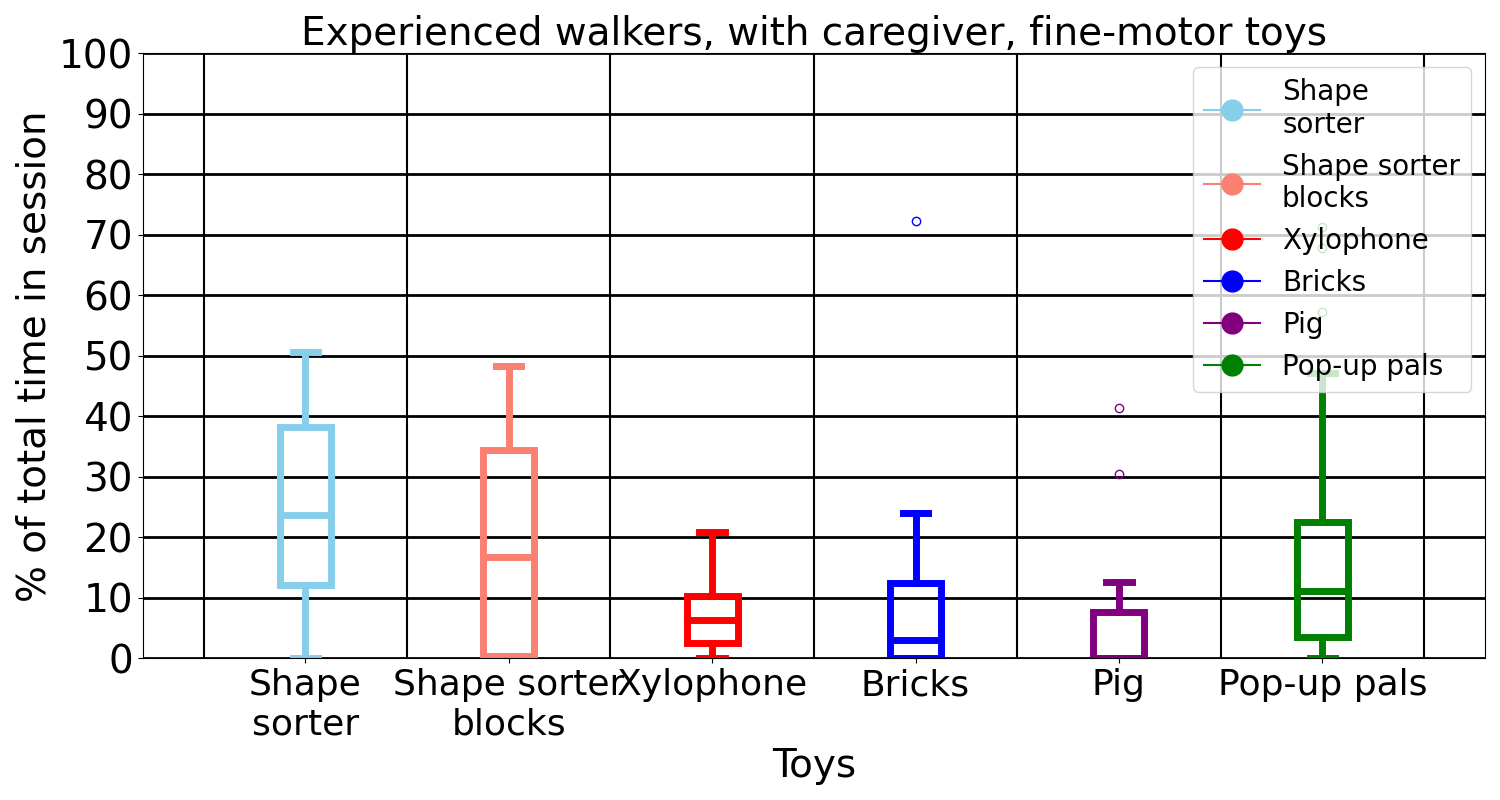 Experienced walkers, with caregiver, fine-motor toys
% of total time in session
100
90
80
70
60
50
40
30
20
10
0
Shape
sorter
Shape sorter
blocks
Xylophone
Bricks
Pig
Pop-up pals
Shape
sorter
Shape sorter
blocks
Xylophone
Bricks
Pig
Pop-up pals
Toys